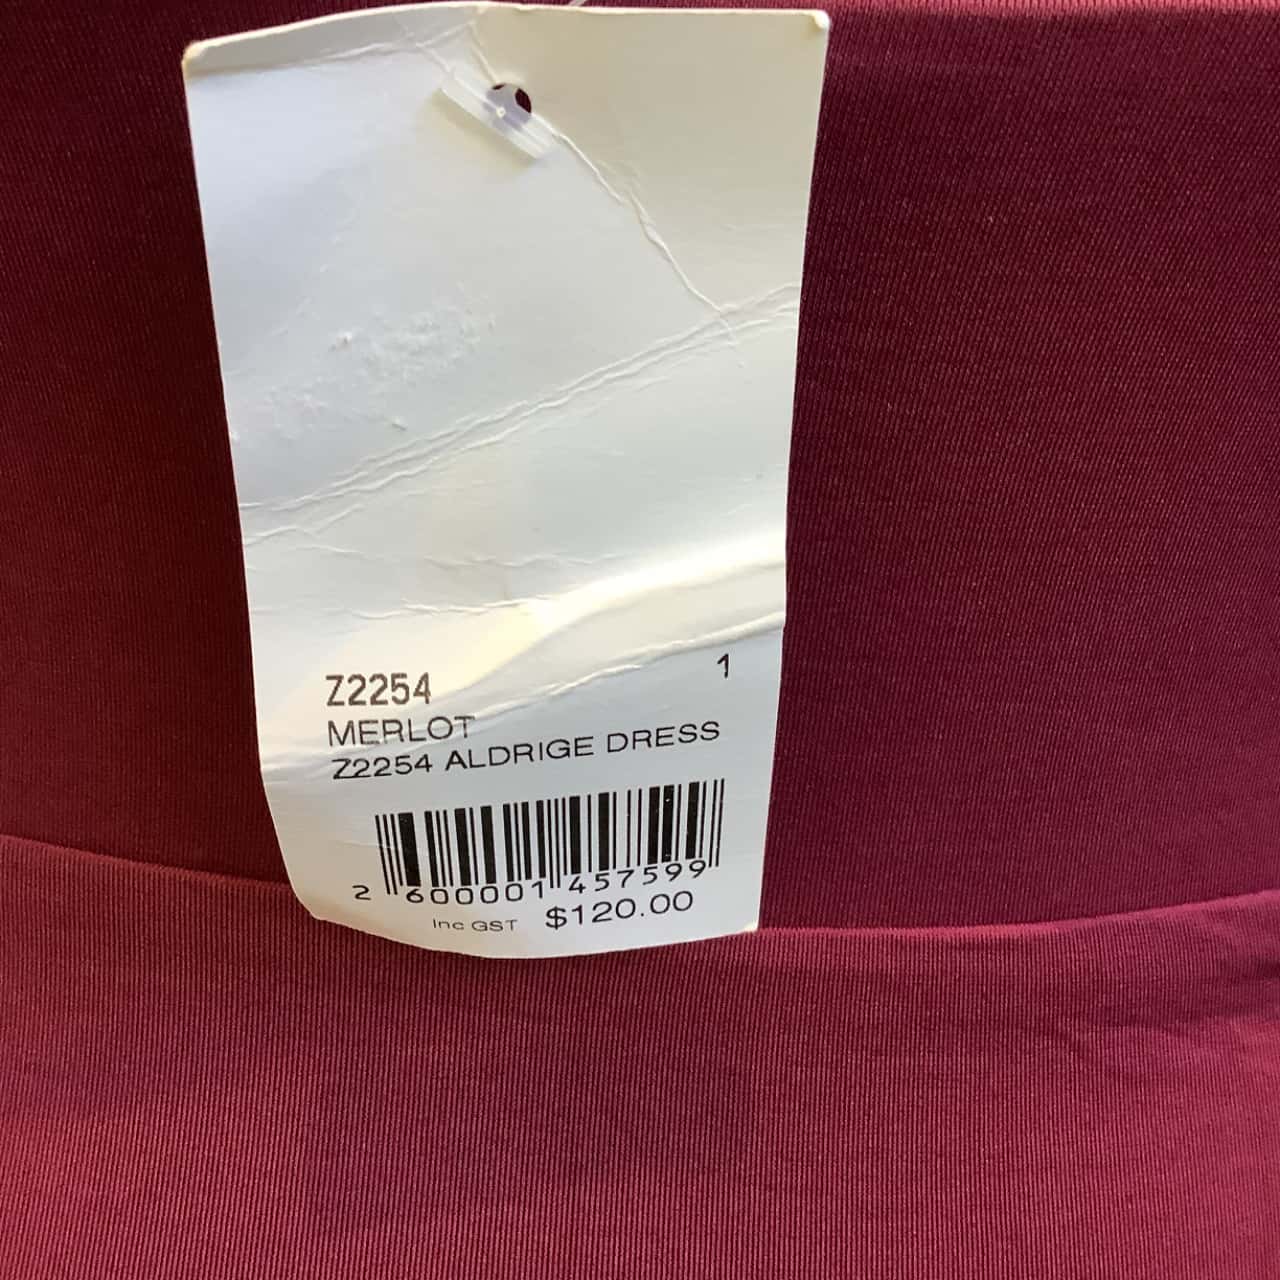 Z2254 1
MERLOT
Z2254 ALDRIGE DRESS
2 600001 457599
Inc GST $120.00